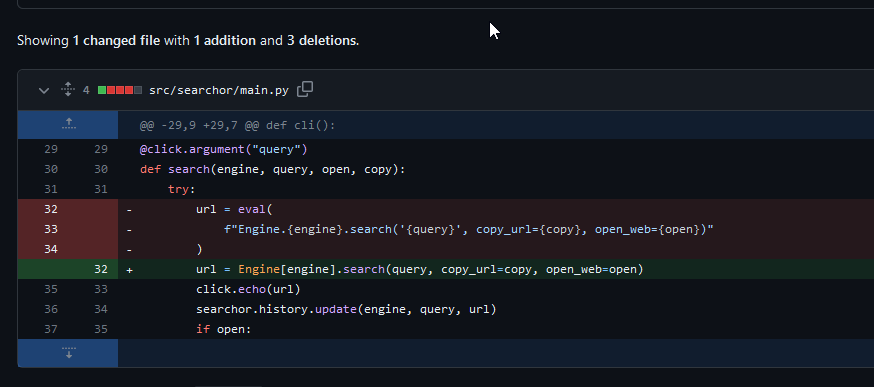 Showing 1 changed file with 1 addition and 3 deletions.
4 src/searchor/main.py
@@ -29,9 +29,7 @@ def cli():
29 29 @click.argument("query")
30 30 def search(engine, query, open, copy):
31 31     try:
32 -         url = eval(
33 -             f"Engine.{engine}.search('{query}', copy_url={copy}, open_web={open})"
34 -         )
32 +         url = Engine[engine].search(query, copy_url=copy, open_web=open)
35 33         click.echo(url)
36 34         searchor.history.update(engine, query, url)
37 35         if open: